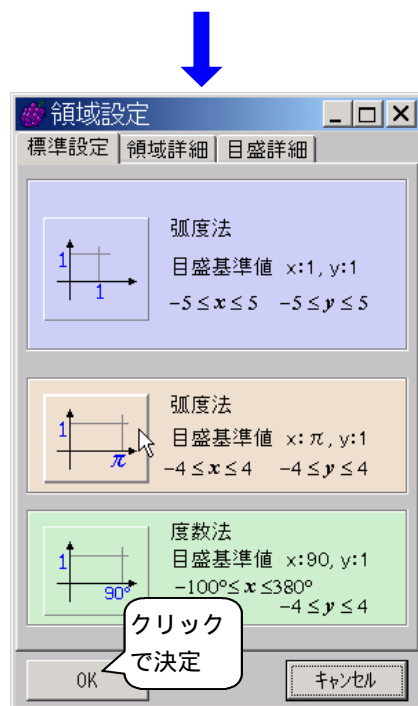 領域設定
標準設定 領域詳細 目盛詳細
1
1
弧度法
目盛基準値 x:1, y:1
−5≤x≤5 −5≤y≤5
1
π
弧度法
目盛基準値 x:π, y:1
−4≤x≤4 −4≤y≤4
1
90°
度数法
目盛基準値 x:90, y:1
−100°≤x≤380°
−4≤y≤4
クリック
で決定
OK
キャンセル